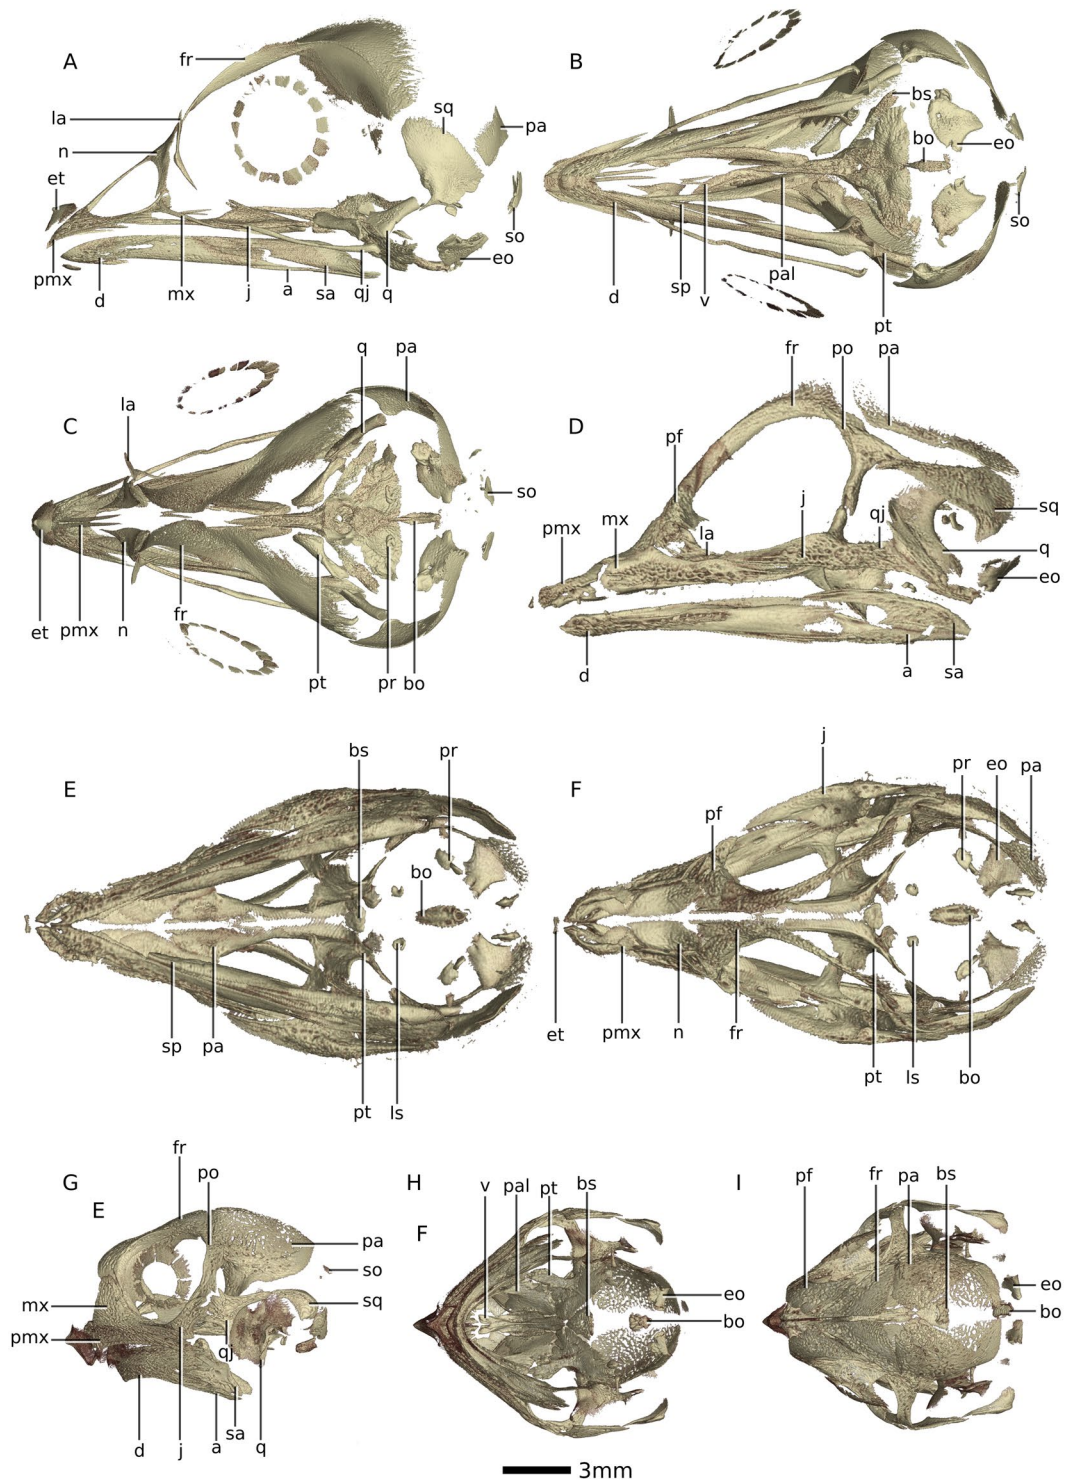 A
fr
la
n
et
sq
pa
so
eo
pmx
d
mx
j
a
sa
qj
q
B
bs
bo
eo
so
d
sp
v
pal
pt
C
la
q
pa
so
et
pmx
n
fr
pt
pr
bo
D
fr
po
pa
pf
pmx
mx
la
j
qj
sq
q
eo
d
a
sa
E
bs
pr
bo
sp
pa
pt
ls
F
j
pf
pr
eo
pa
et
pmx
n
fr
pt
ls
bo
G
E
fr
po
pa
so
sq
mx
pmx
qj
d
j
a
sa
q
H
F
v
pal
pt
bs
eo
bo
I
pf
fr
pa
bs
eo
bo
3mm